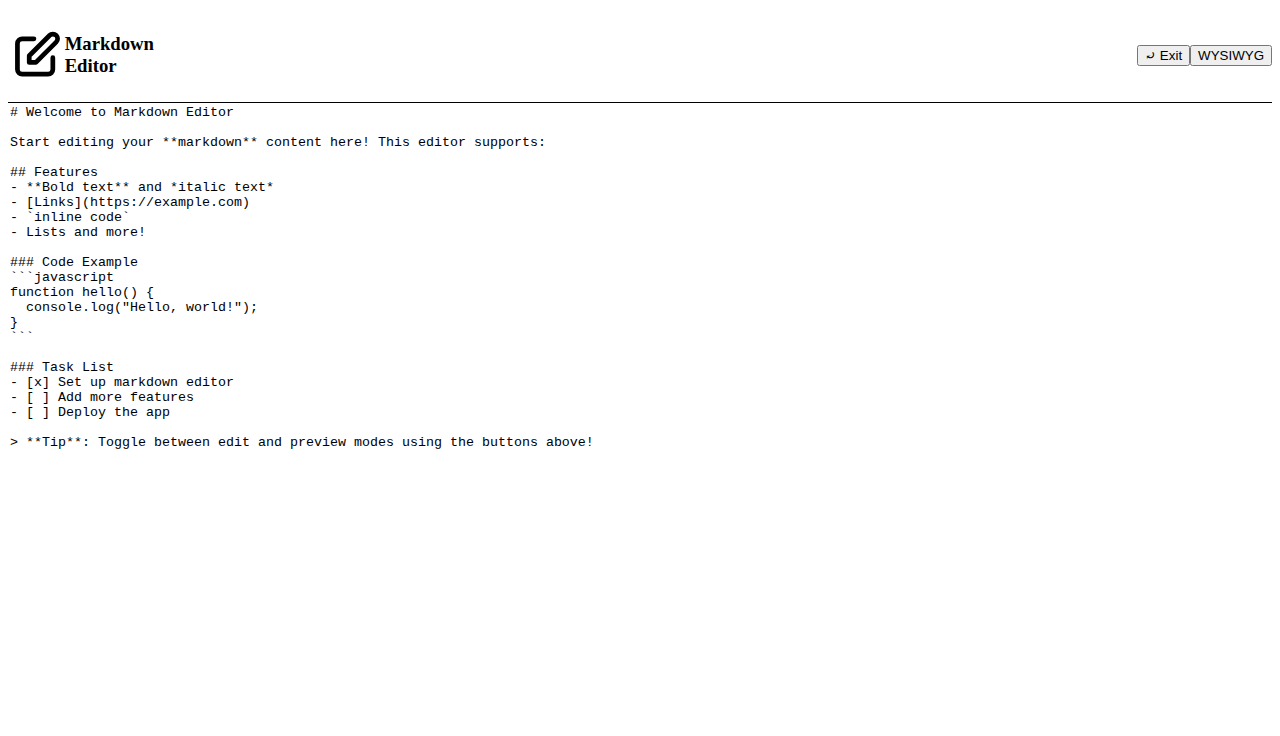 Markdown
Editor
⤾ Exit
WYSIWYG
# Welcome to Markdown Editor
Start editing your **markdown** content here! This editor supports:
## Features
- **Bold text** and *italic text*
- [Links](https://example.com)
- `inline code`
- Lists and more!
### Code Example
```javascript
function hello() {
  console.log("Hello, world!");
}
```
### Task List
- [x] Set up markdown editor
- [ ] Add more features
- [ ] Deploy the app
> **Tip**: Toggle between edit and preview modes using the buttons above!